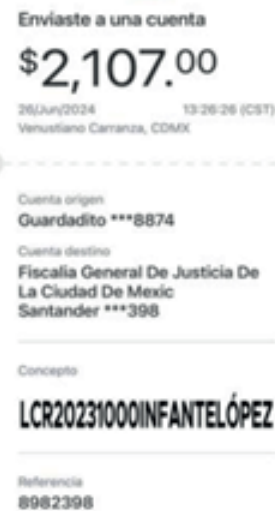 Enviaste a una cuenta
$2,107.00
26/Jun/2024 13:26:26 (CST)
Venustiano Carranza, CDMX
Cuenta origen
Guardadito ***8874
Cuenta destino
Fiscalia General De Justicia De
La Ciudad De Mexic
Santander ***398
Concepto
LCR20231000INFANTELÓPEZ
Referencia
8982398